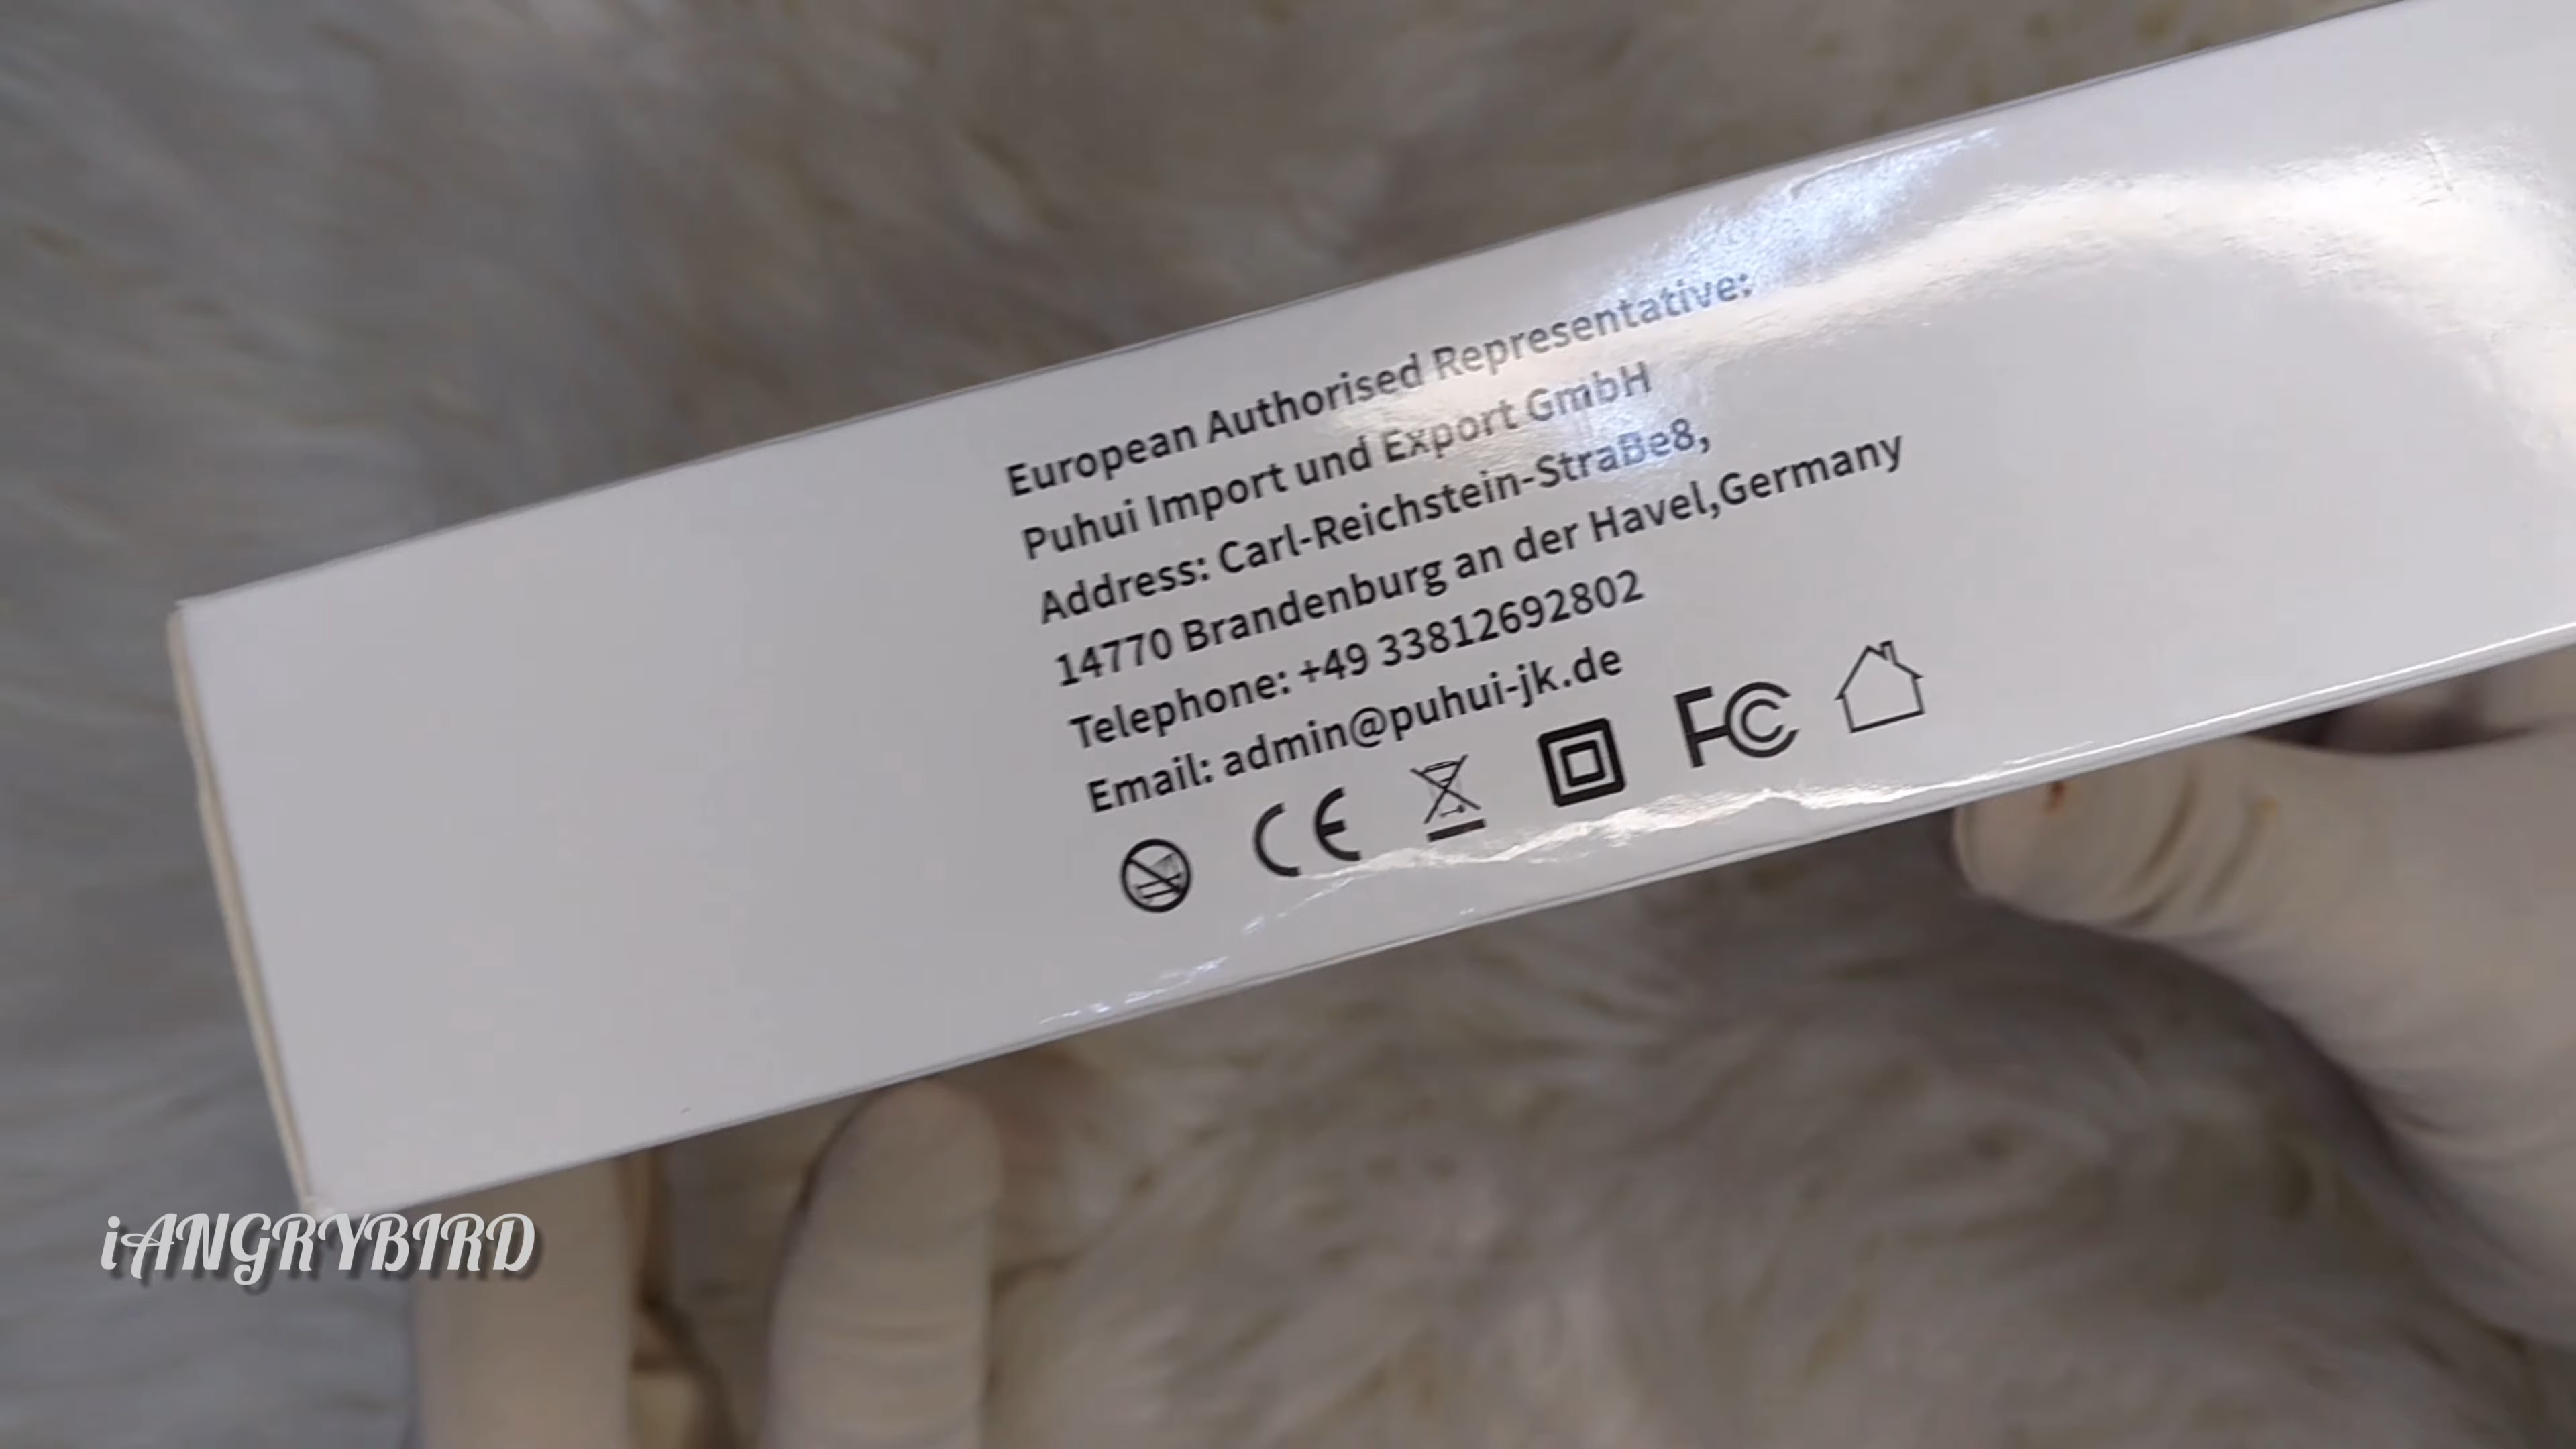 European Authorised Representative:
Puhui Import und Export GmbH
Address: Carl-Reichstein-StraBe8,
14770 Brandenburg an der Havel,Germany
Telephone: +49 33812692802
Email: admin@puhui-jk.de
CE FC
iANGRYBIRD